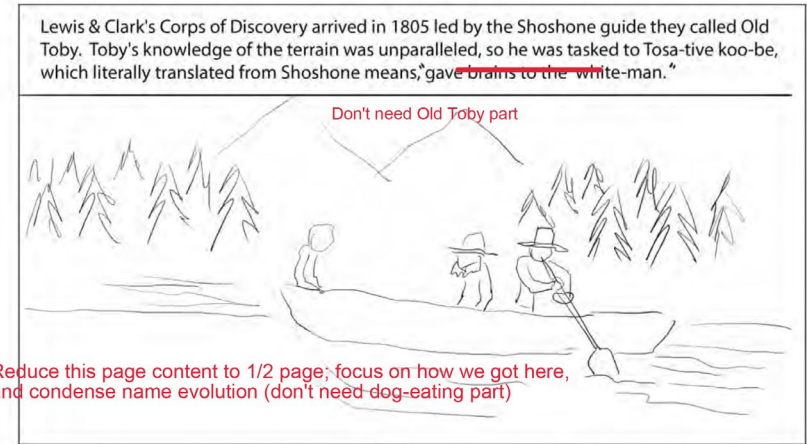 Lewis & Clark's Corps of Discovery arrived in 1805 led by the Shoshone guide they called Old
Toby. Toby's knowledge of the terrain was unparalleled, so he was tasked to Tosa-tive koo-be,
which literally translated from Shoshone means,"gave brains to the white-man."
Don't need Old Toby part
Reduce this page content to 1/2 page; focus on how we got here,
nd condense name evolution (don't need dog-eating part)